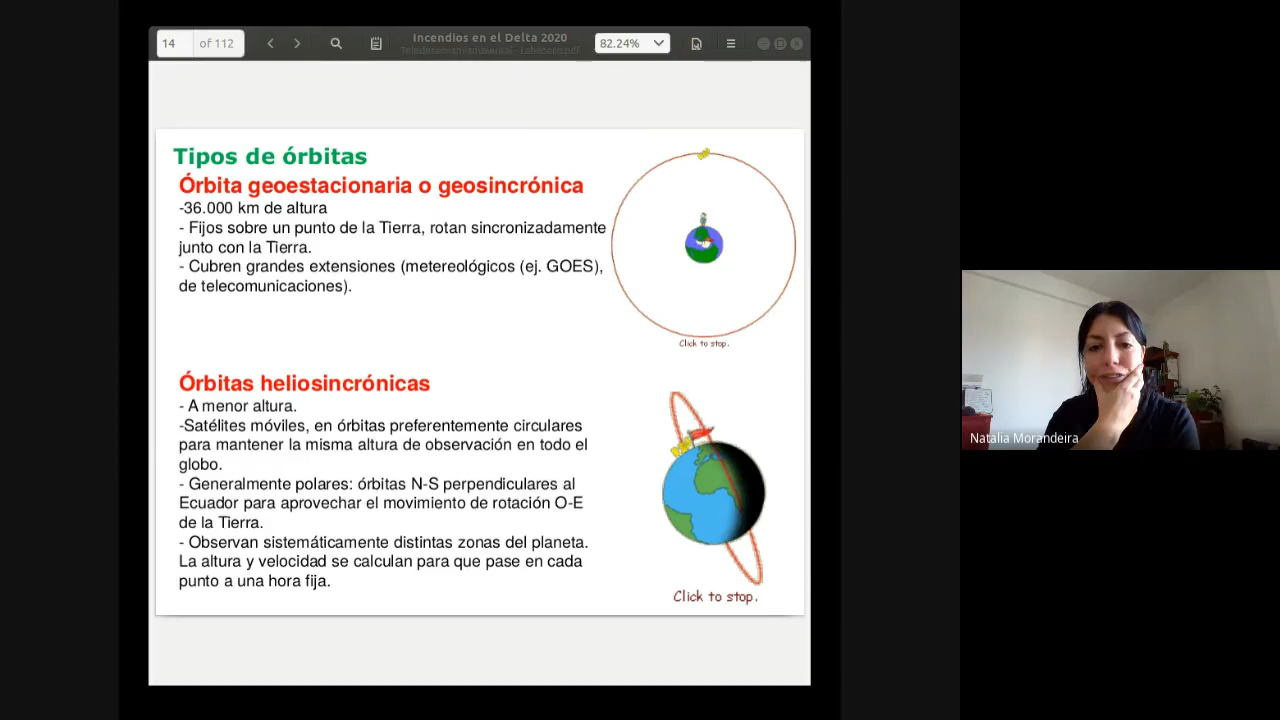 14
of 112
Incendios en el Delta 2020
82.24%
Tipos de órbitas
Órbita geoestacionaria o geosincrónica
-36.000 km de altura
- Fijos sobre un punto de la Tierra, rotan sincronizadamente
junto con la Tierra.
- Cubren grandes extensiones (metereológicos (ej. GOES),
de telecomunicaciones).
Click to stop.
Órbitas heliosincrónicas
- A menor altura.
-Satélites móviles, en órbitas preferentemente circulares
para mantener la misma altura de observación en todo el
globo.
- Generalmente polares: órbitas N-S perpendiculares al
Ecuador para aprovechar el movimiento de rotación O-E
de la Tierra.
- Observan sistemáticamente distintas zonas del planeta.
La altura y velocidad se calculan para que pase en cada
punto a una hora fija.
Click to stop.
Natalia Morandeira